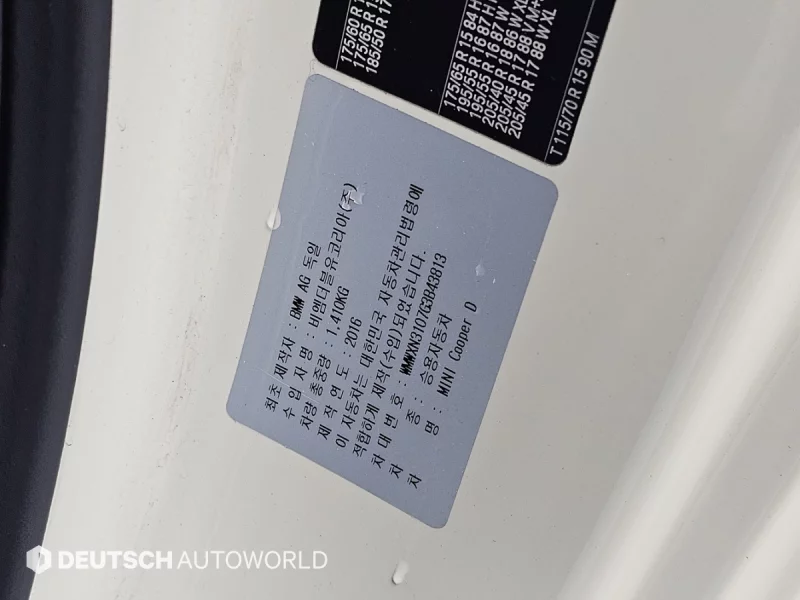 175/60 R 1
175/65 R 15
185/50 R 17
175/65 R 15 84 H
195/55 R 16 87 H
195/55 R 16 87 W
205/40 R 18 86 W XL
205/45 R 17 88 V M+
205/45 R 17 88 W XL
T 115/70 R 15 90 M
최초 제작자 : BMW AG 독일
수 입 자 명 : 비엠더블유코리아(주)
차량 총중량 : 1,410KG
제 작 연 도 : 2016
이 자동차는 대한민국 자동차관리법령에
적합하게 제작(수입)되었습니다.
차 대 번 호 : WMWXN3107G3B43813
차 종 : 승용자동차
차 명 : MINI Cooper D
DEUTSCH AUTOWORLD